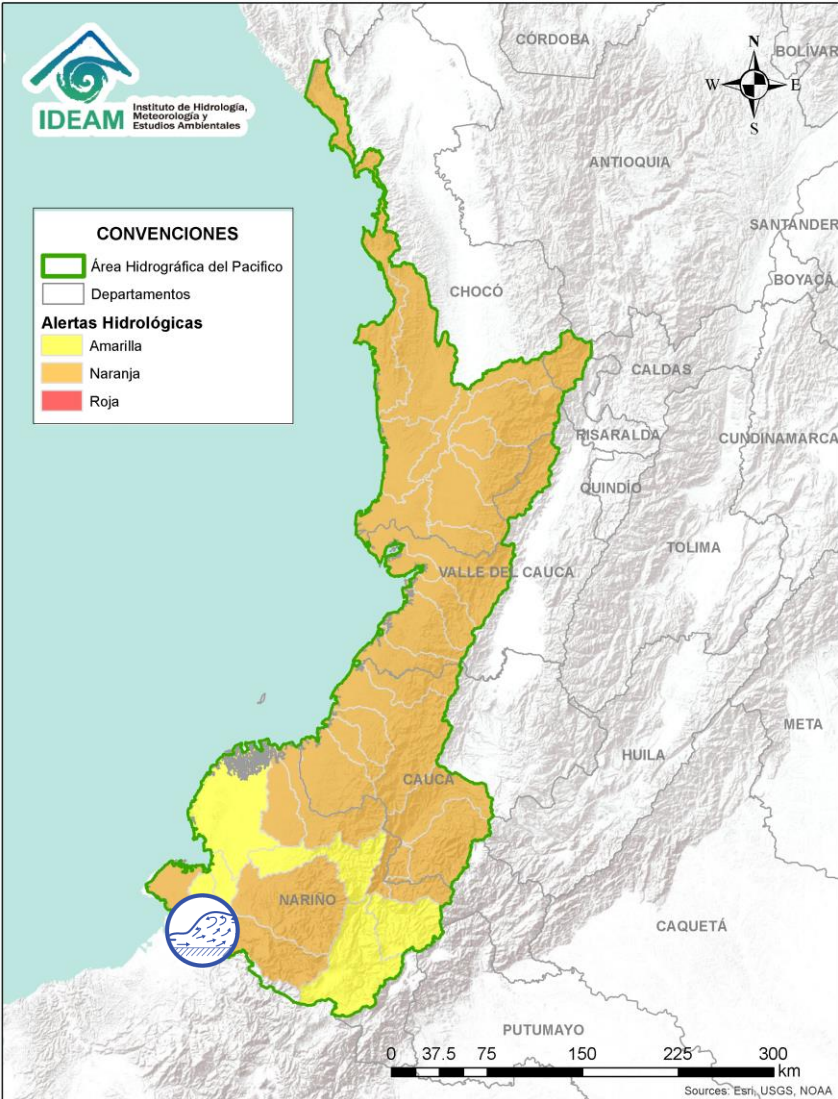 IDEAM
Instituto de Hidrología,
Meteorología y
Estudios Ambientales
CÓRDOBA
BOLÍVAR
N
W
E
S
ANTIOQUIA
SANTANDER
CONVENCIONES
Área Hidrográfica del Pacifico
Departamentos
Alertas Hidrológicas
Amarilla
Naranja
Roja
BOYACÁ
CHOCÓ
CALDAS
RISARALDA
CUNDINAMARCA
QUINDÍO
TOLIMA
VALLE DEL CAUCA
META
HUILA
CAUCA
NARIÑO
CAQUETÁ
PUTUMAYO
0 37.5 75 150 225 300
km
Sources: Esri, USGS, NOAA